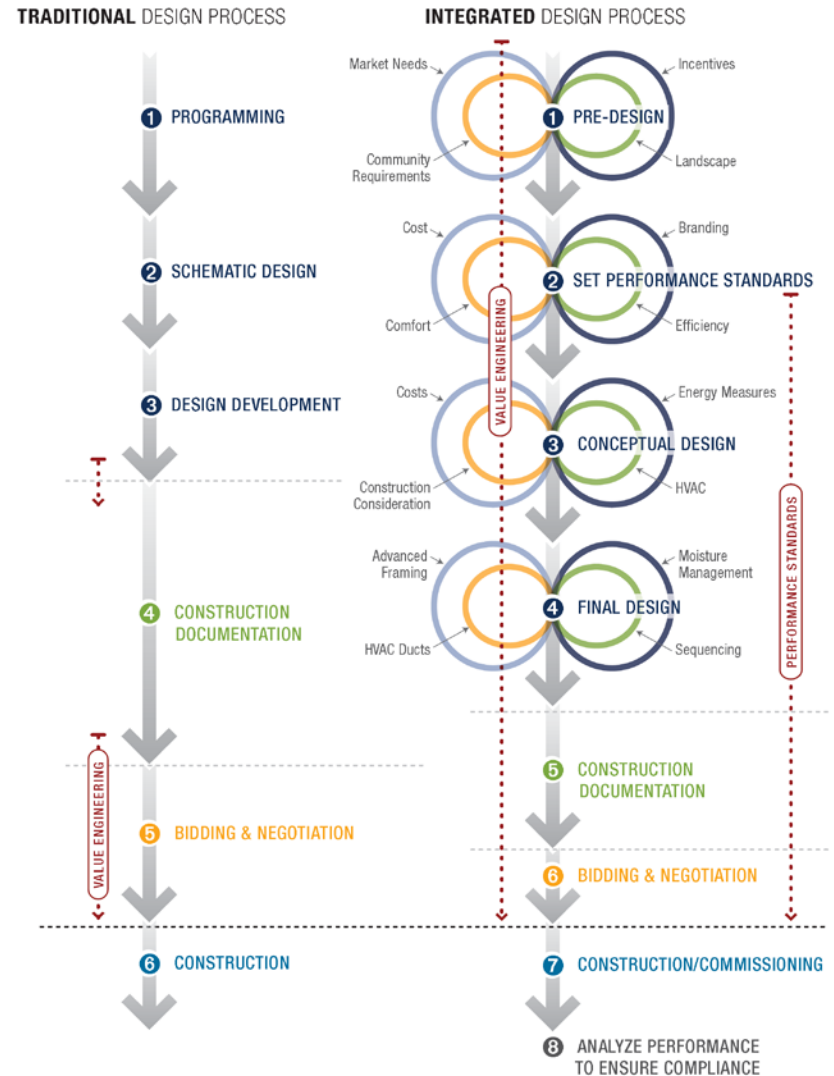 TRADITIONAL DESIGN PROCESS
1 PROGRAMMING
2 SCHEMATIC DESIGN
3 DESIGN DEVELOPMENT
4 CONSTRUCTION
DOCUMENTATION
VALUE ENGINEERING
5 BIDDING & NEGOTIATION
6 CONSTRUCTION
INTEGRATED DESIGN PROCESS
Market Needs
Incentives
1 PRE-DESIGN
Community
Requirements
Landscape
Cost
Branding
2 SET PERFORMANCE STANDARDS
Comfort
Efficiency
VALUE ENGINEERING
Costs
Energy Measures
3 CONCEPTUAL DESIGN
Construction
Consideration
HVAC
PERFORMANCE STANDARDS
Advanced
Framing
Moisture
Management
4 FINAL DESIGN
HVAC Ducts
Sequencing
5 CONSTRUCTION
DOCUMENTATION
6 BIDDING & NEGOTIATION
7 CONSTRUCTION/COMMISSIONING
8 ANALYZE PERFORMANCE
TO ENSURE COMPLIANCE